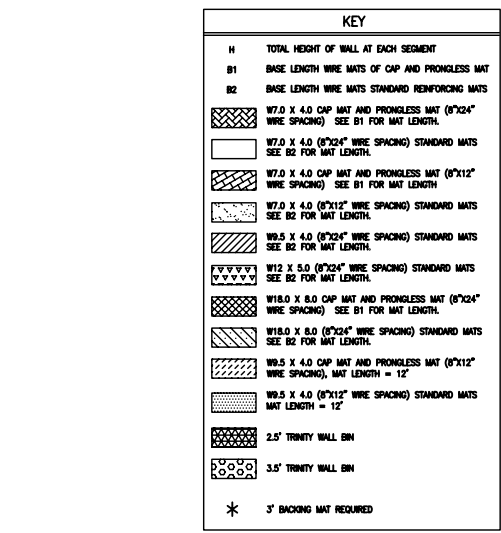 KEY
H TOTAL HEIGHT OF WALL AT EACH SEGMENT
B1 BASE LENGTH WIRE MATS OF CAP AND PRONGLESS MAT
B2 BASE LENGTH WIRE MATS STANDARD REINFORCING MATS
W7.0 X 4.0 CAP MAT AND PRONGLESS MAT (8"X24"
WIRE SPACING) SEE B1 FOR MAT LENGTH.
W7.0 X 4.0 (8"X24" WIRE SPACING) STANDARD MATS
SEE B2 FOR MAT LENGTH.
W7.0 X 4.0 CAP MAT AND PRONGLESS MAT (8"X12"
WIRE SPACING) SEE B1 FOR MAT LENGTH
W7.0 X 4.0 (8"X12" WIRE SPACING) STANDARD MATS
SEE B2 FOR MAT LENGTH.
W9.5 X 4.0 (8"X24" WIRE SPACING) STANDARD MATS
SEE B2 FOR MAT LENGTH.
W12 X 5.0 (8"X24" WIRE SPACING) STANDARD MATS
SEE B2 FOR MAT LENGTH.
W18.0 X 8.0 CAP MAT AND PRONGLESS MAT (8"X24"
WIRE SPACING) SEE B1 FOR MAT LENGTH.
W18.0 X 8.0 (8"X24" WIRE SPACING) STANDARD MATS
SEE B2 FOR MAT LENGTH.
W9.5 X 4.0 CAP MAT AND PRONGLESS MAT (8"X12"
WIRE SPACING), MAT LENGTH = 12'
W9.5 X 4.0 (8"X12" WIRE SPACING) STANDARD MATS
MAT LENGTH = 12'
2.5' TRINITY WALL BIN
3.5' TRINITY WALL BIN
* 3' BACKING MAT REQUIRED